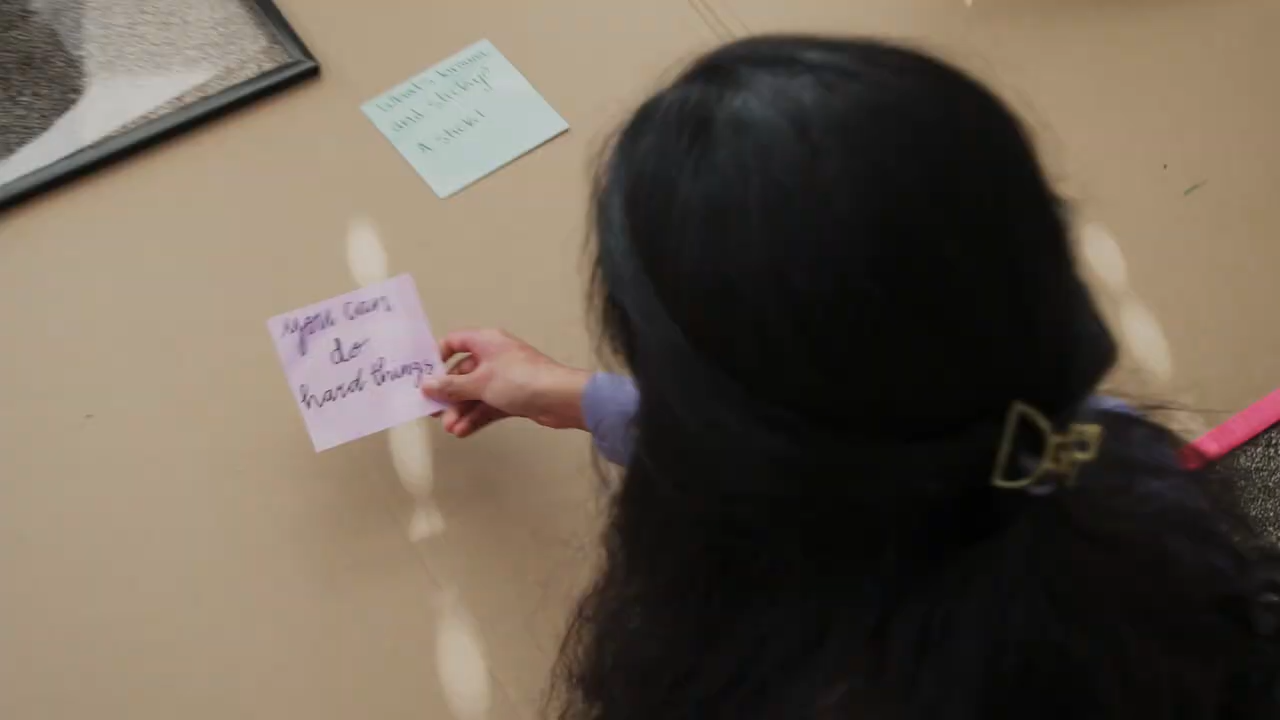 What's brown
and sticky?
A stick!
you can
do
hard things